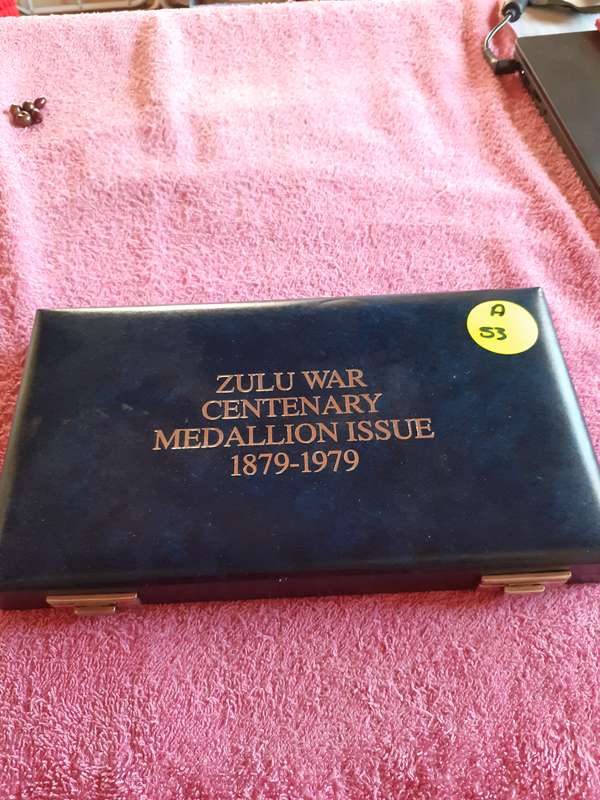 A
53
ZULU WAR
CENTENARY
MEDALLION ISSUE
1879-1979